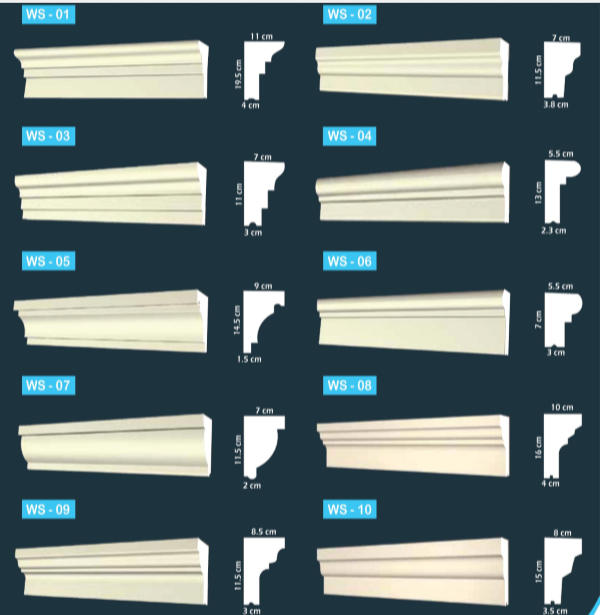 WS - 01
11 cm
19.5 cm
4 cm
WS - 02
7 cm
11.5 cm
3.8 cm
WS - 03
7 cm
11 cm
3 cm
WS - 04
5.5 cm
13 cm
2.3 cm
WS - 05
9 cm
14.5 cm
1.5 cm
WS - 06
5.5 cm
7 cm
3 cm
WS - 07
7 cm
11.5 cm
2 cm
WS - 08
10 cm
16 cm
4 cm
WS - 09
8.5 cm
11.5 cm
3 cm
WS - 10
8 cm
15 cm
3.5 cm